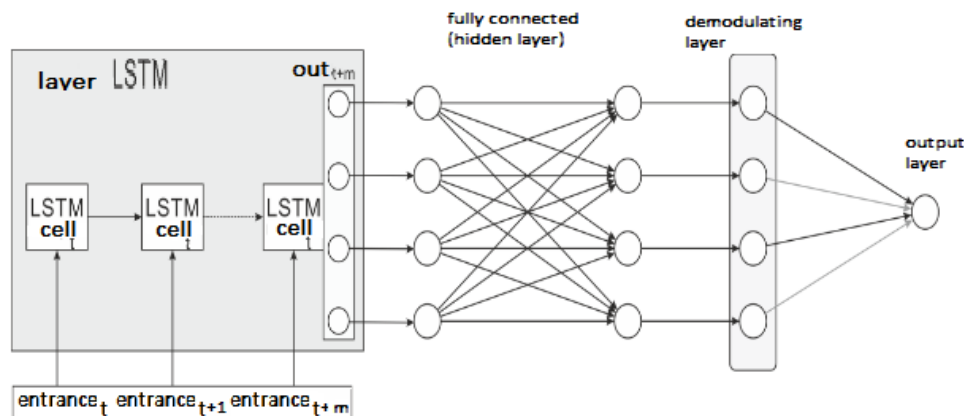 fully connected
(hidden layer)
demodulating
layer
layer LSTM
out t+m
output
layer
LSTM
cell t
LSTM
cell t
LSTM
cell t
entrance t entrance t+1 entrance t+m